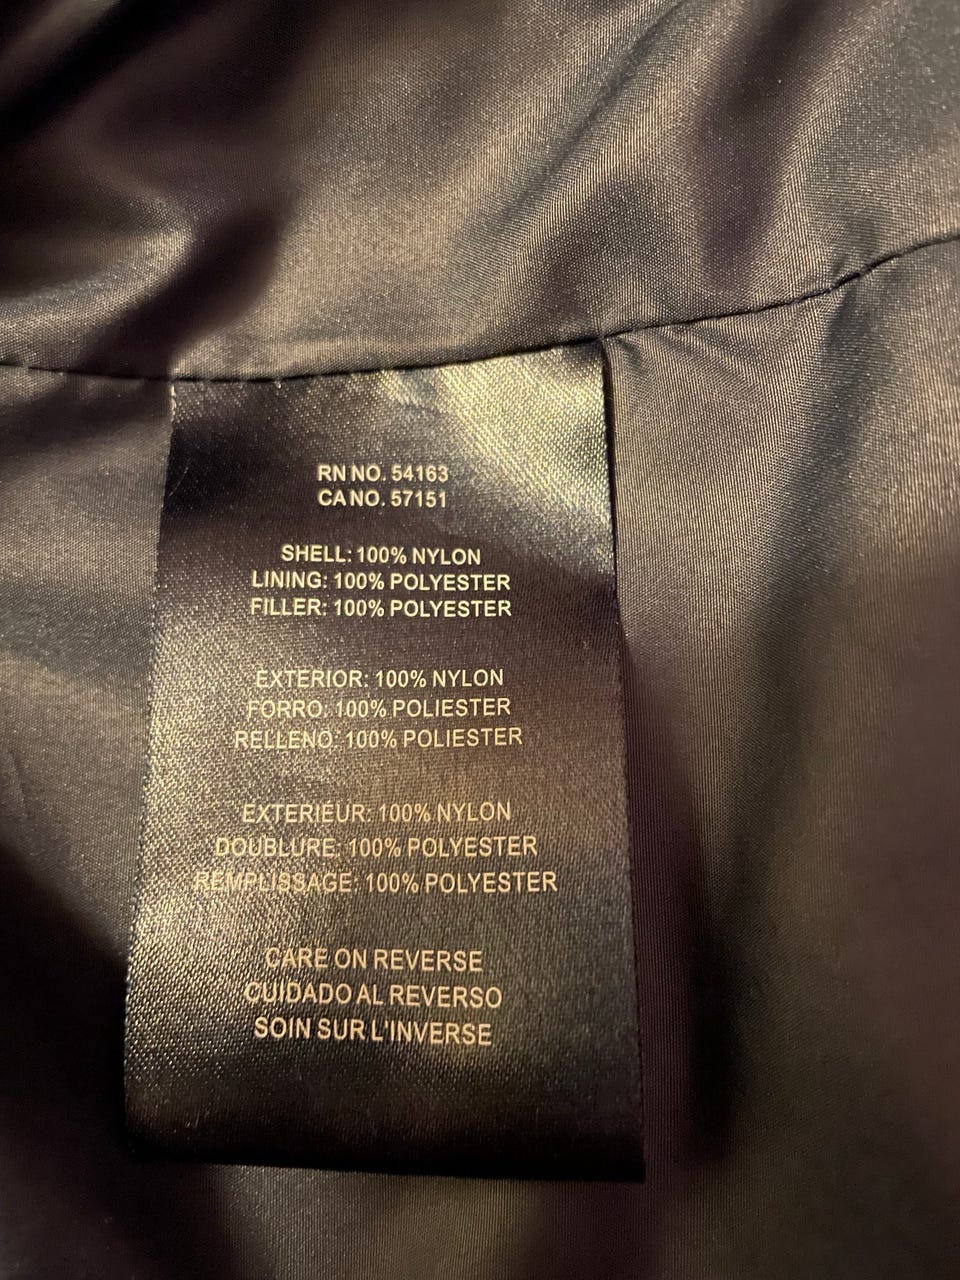 RN NO. 54163
CA NO. 57151
SHELL: 100% NYLON
LINING: 100% POLYESTER
FILLER: 100% POLYESTER
EXTERIOR: 100% NYLON
FORRO: 100% POLIESTER
RELLENO: 100% POLIESTER
EXTERIEUR: 100% NYLON
DOUBLURE: 100% POLYESTER
REMPLISSAGE: 100% POLYESTER
CARE ON REVERSE
CUIDADO AL REVERSO
SOIN SUR L'INVERSE